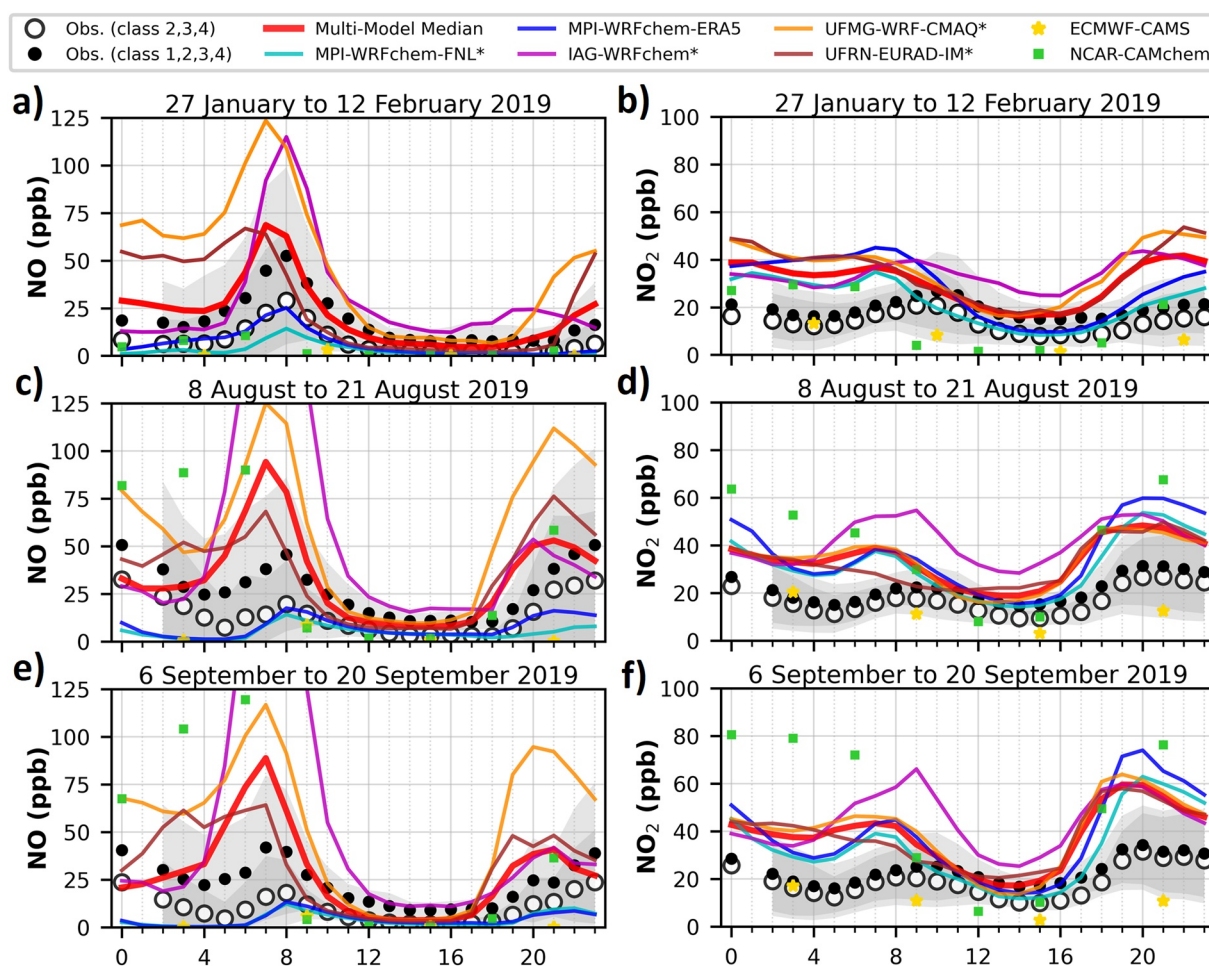 Obs. (class 2,3,4) Multi-Model Median MPI-WRFchem-ERA5 UFMG-WRF-CMAQ* ECMWF-CAMS
Obs. (class 1,2,3,4) MPI-WRFchem-FNL* IAG-WRFchem* UFRN-EURAD-IM* NCAR-CAMchem
a) 27 January to 12 February 2019
125
100
75
50
25
0
NO (ppb)
b) 27 January to 12 February 2019
100
80
60
40
20
0
NO2 (ppb)
c) 8 August to 21 August 2019
125
100
75
50
25
0
NO (ppb)
d) 8 August to 21 August 2019
100
80
60
40
20
0
NO2 (ppb)
e) 6 September to 20 September 2019
125
100
75
50
25
0
NO (ppb)
0 4 8 12 16 20
f) 6 September to 20 September 2019
100
80
60
40
20
0
NO2 (ppb)
0 4 8 12 16 20